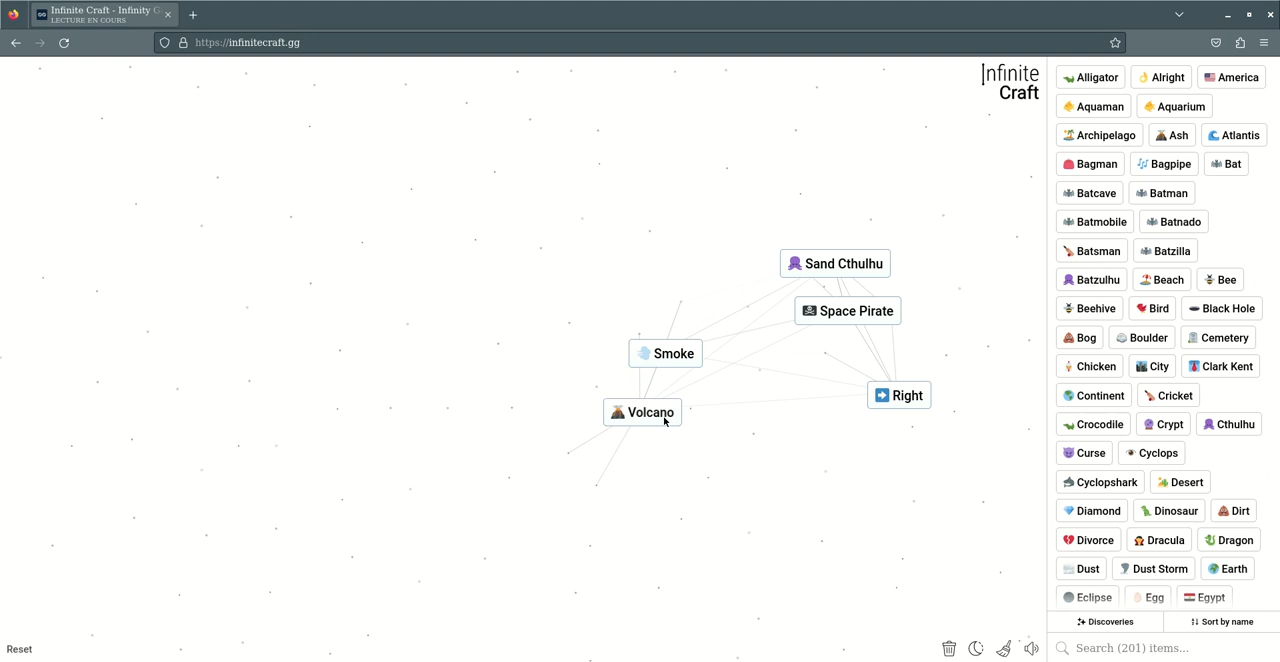 Infinite Craft - Infinity C
LECTURE EN COURS
https://infinitecraft.gg
Infinite
Craft
Sand Cthulhu
Space Pirate
Smoke
Right
Volcano
Reset
Alligator Alright America
Aquaman Aquarium
Archipelago Ash Atlantis
Bagman Bagpipe Bat
Batcave Batman
Batmobile Batnado
Batsman Batzilla
Batzulhu Beach Bee
Beehive Bird Black Hole
Bog Boulder Cemetery
Chicken City Clark Kent
Continent Cricket
Crocodile Crypt Cthulhu
Curse Cyclops
Cyclopshark Desert
Diamond Dinosaur Dirt
Divorce Dracula Dragon
Dust Dust Storm Earth
Eclipse Egg Egypt
Discoveries Sort by name
Search (201) items...